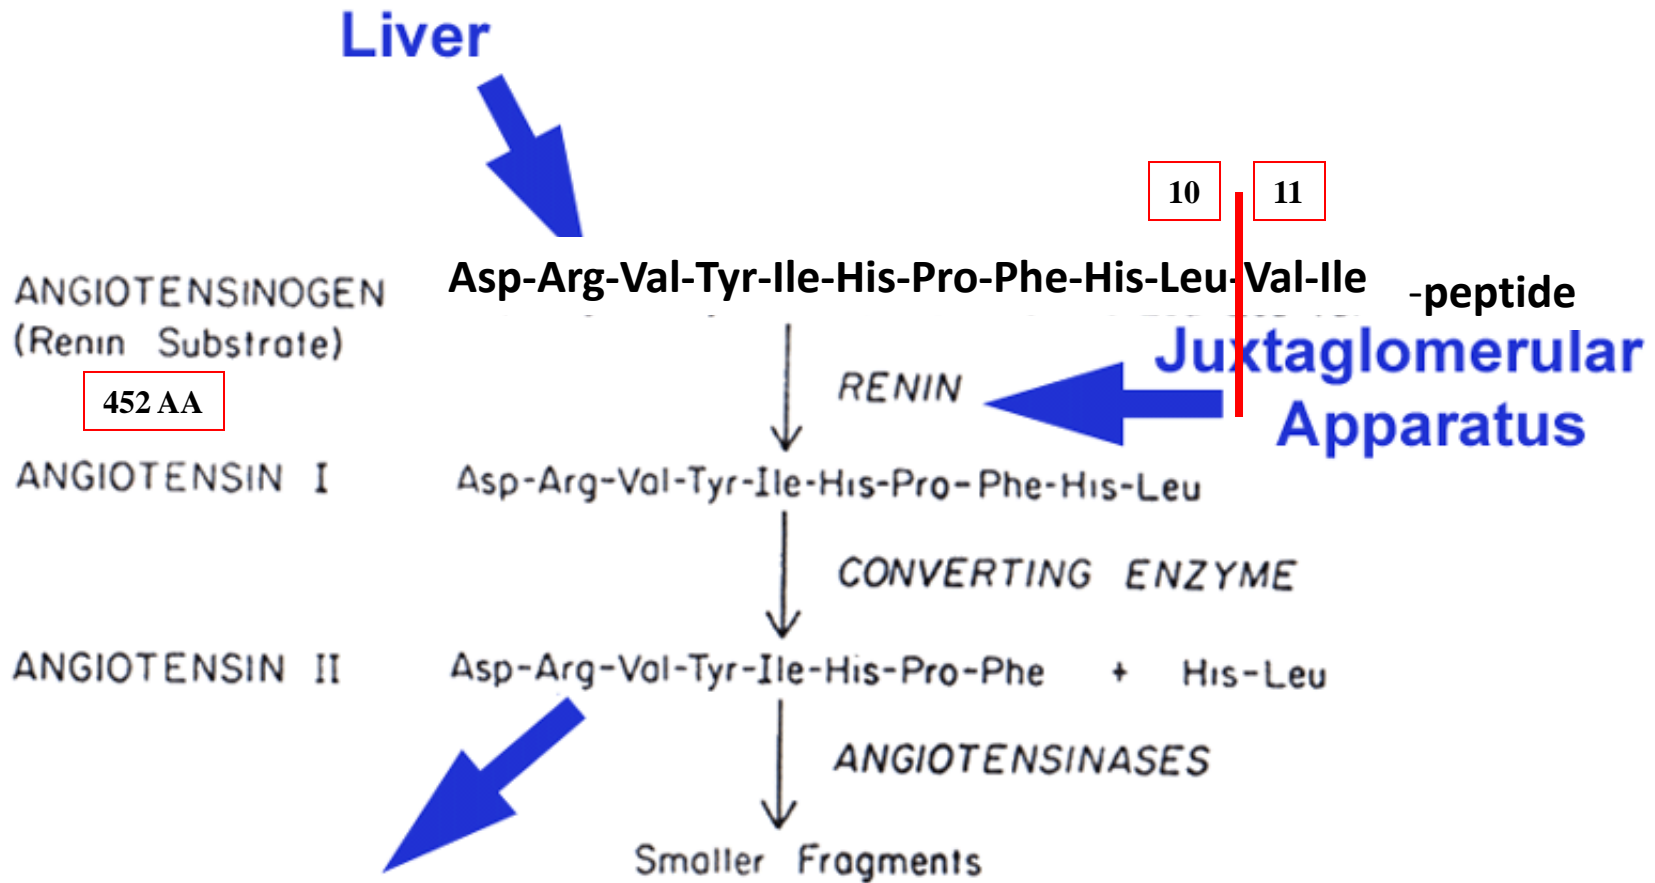 Liver
10 11
ANGIOTENSINOGEN Asp-Arg-Val-Tyr-Ile-His-Pro-Phe-His-Leu-Val-Ile -peptide
(Renin Substrate)
452 AA
RENIN
Juxtaglomerular
Apparatus
ANGIOTENSIN I Asp-Arg-Val-Tyr-Ile-His-Pro-Phe-His-Leu
CONVERTING ENZYME
ANGIOTENSIN II Asp-Arg-Val-Tyr-Ile-His-Pro-Phe + His-Leu
ANGIOTENSINASES
Smaller Fragments